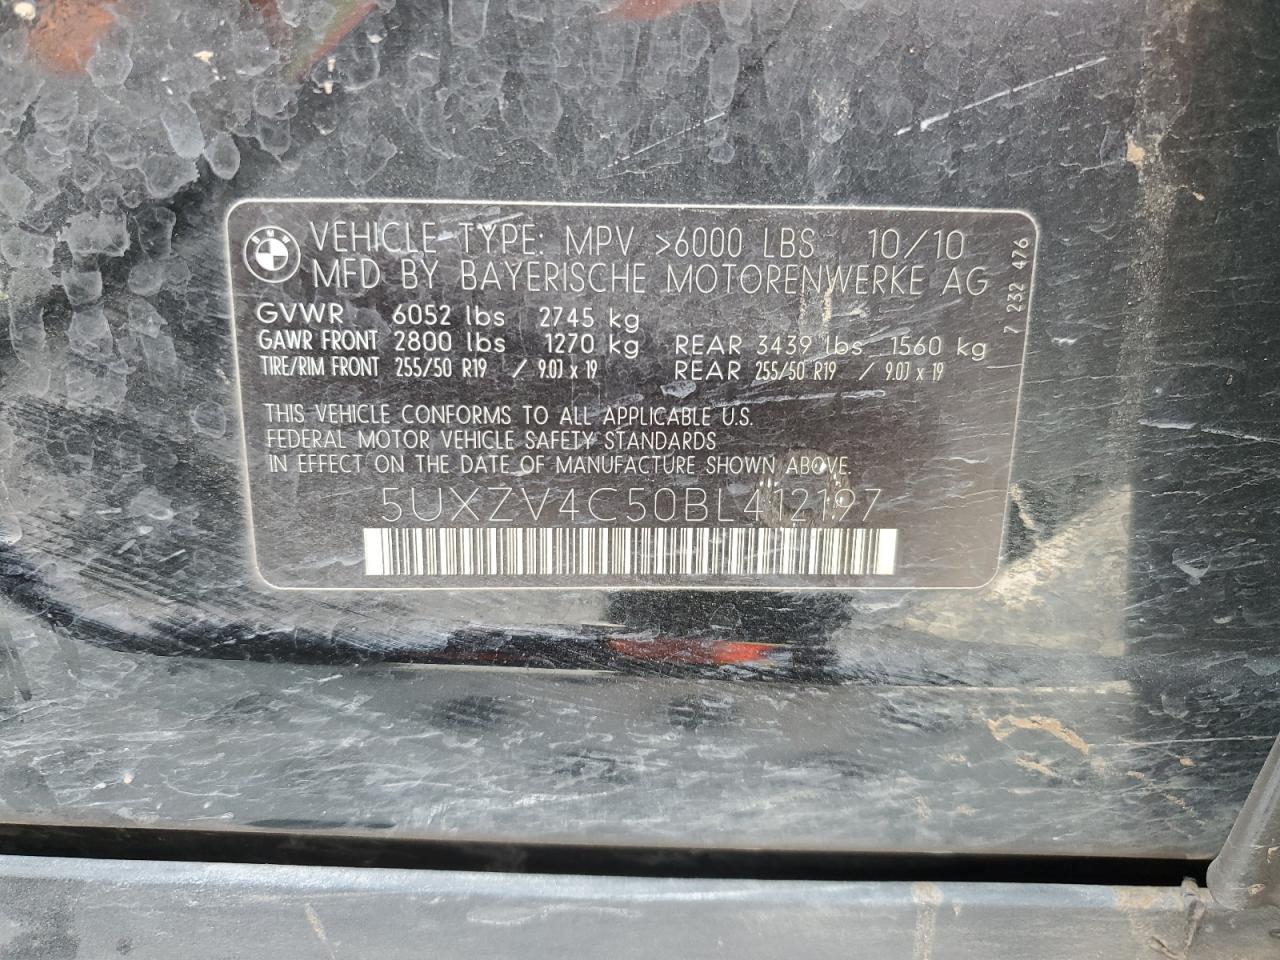 BMW
VEHICLE TYPE: MPV >6000 LBS 10/10
MFD BY BAYERISCHE MOTORENWERKE AG
GVWR 6052 lbs 2745 kg
GAWR FRONT 2800 lbs 1270 kg REAR 3439 lbs 1560 kg
TIRE/RIM FRONT 255/50 R19 / 9.0J x 19 REAR 255/50 R19 / 9.0J x 19
7 232 476
THIS VEHICLE CONFORMS TO ALL APPLICABLE U.S.
FEDERAL MOTOR VEHICLE SAFETY STANDARDS
IN EFFECT ON THE DATE OF MANUFACTURE SHOWN ABOVE.
5UXZV4C50BL412197